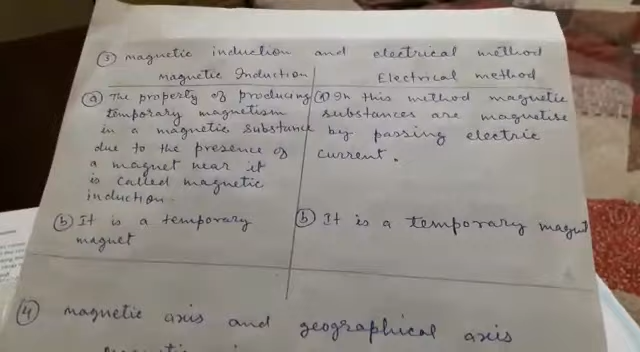 ③ magnetic induction and electrical method
Magnetic Induction
Electrical method
ⓐ The property of producing
temporary magnetism
in a magnetic substance
due to the presence of
a magnet near it
is called magnetic
induction.
ⓐ In this method magnetic
substances are magnetise
by passing electric
current.
ⓑ It is a temporary
magnet
ⓑ It is a temporary magnet
④ magnetic axis and geographical axis